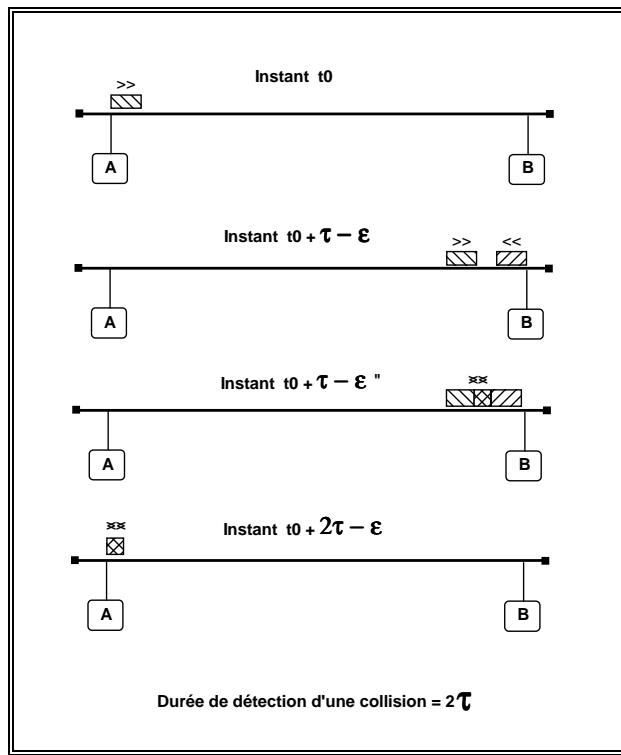 Instant t0
>>
A
B
Instant t0 + τ − ε
>> <<
A
B
Instant t0 + τ − ε "
A
B
Instant t0 + 2τ − ε
A
B
Durée de détection d'une collision = 2τ